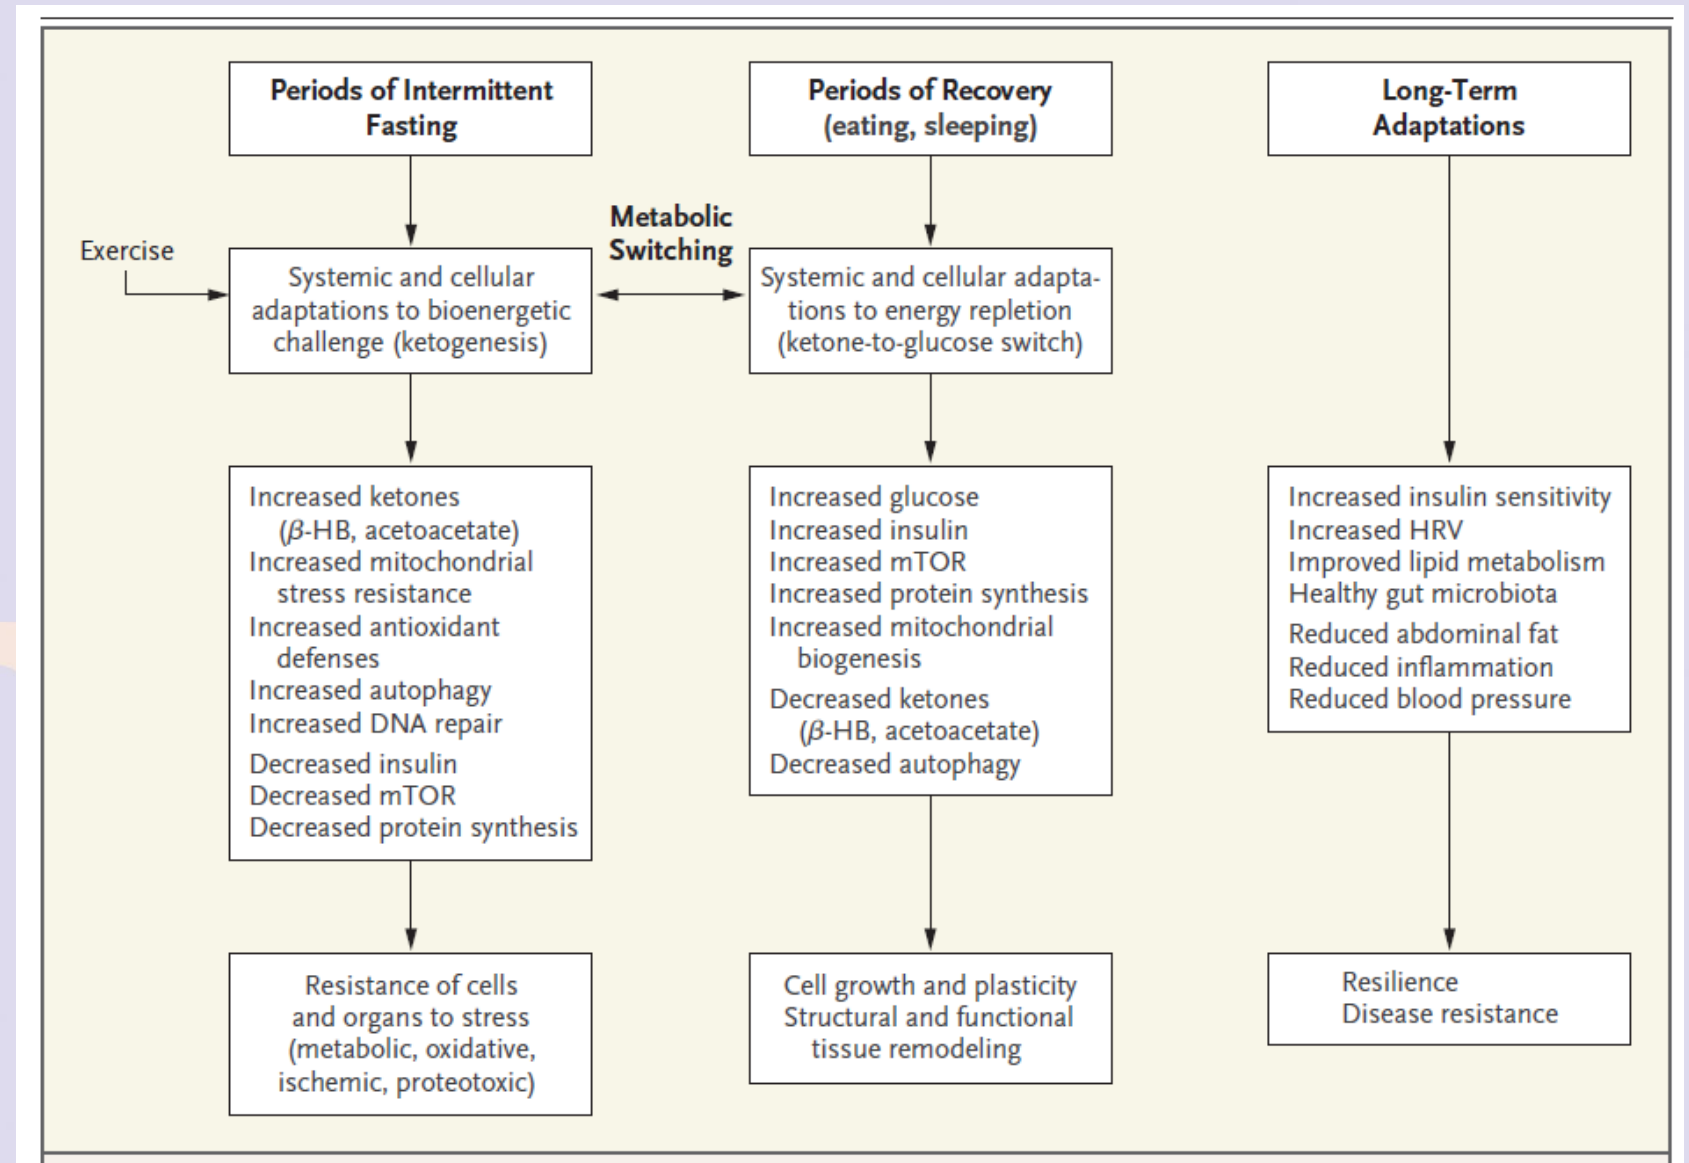 Periods of Intermittent
Fasting
Exercise
Systemic and cellular
adaptations to bioenergetic
challenge (ketogenesis)
Increased ketones
(β-HB, acetoacetate)
Increased mitochondrial
stress resistance
Increased antioxidant
defenses
Increased autophagy
Increased DNA repair
Decreased insulin
Decreased mTOR
Decreased protein synthesis
Resistance of cells
and organs to stress
(metabolic, oxidative,
ischemic, proteotoxic)
Metabolic
Switching
Periods of Recovery
(eating, sleeping)
Systemic and cellular adapta-
tions to energy repletion
(ketone-to-glucose switch)
Increased glucose
Increased insulin
Increased mTOR
Increased protein synthesis
Increased mitochondrial
biogenesis
Decreased ketones
(β-HB, acetoacetate)
Decreased autophagy
Cell growth and plasticity
Structural and functional
tissue remodeling
Long-Term
Adaptations
Increased insulin sensitivity
Increased HRV
Improved lipid metabolism
Healthy gut microbiota
Reduced abdominal fat
Reduced inflammation
Reduced blood pressure
Resilience
Disease resistance